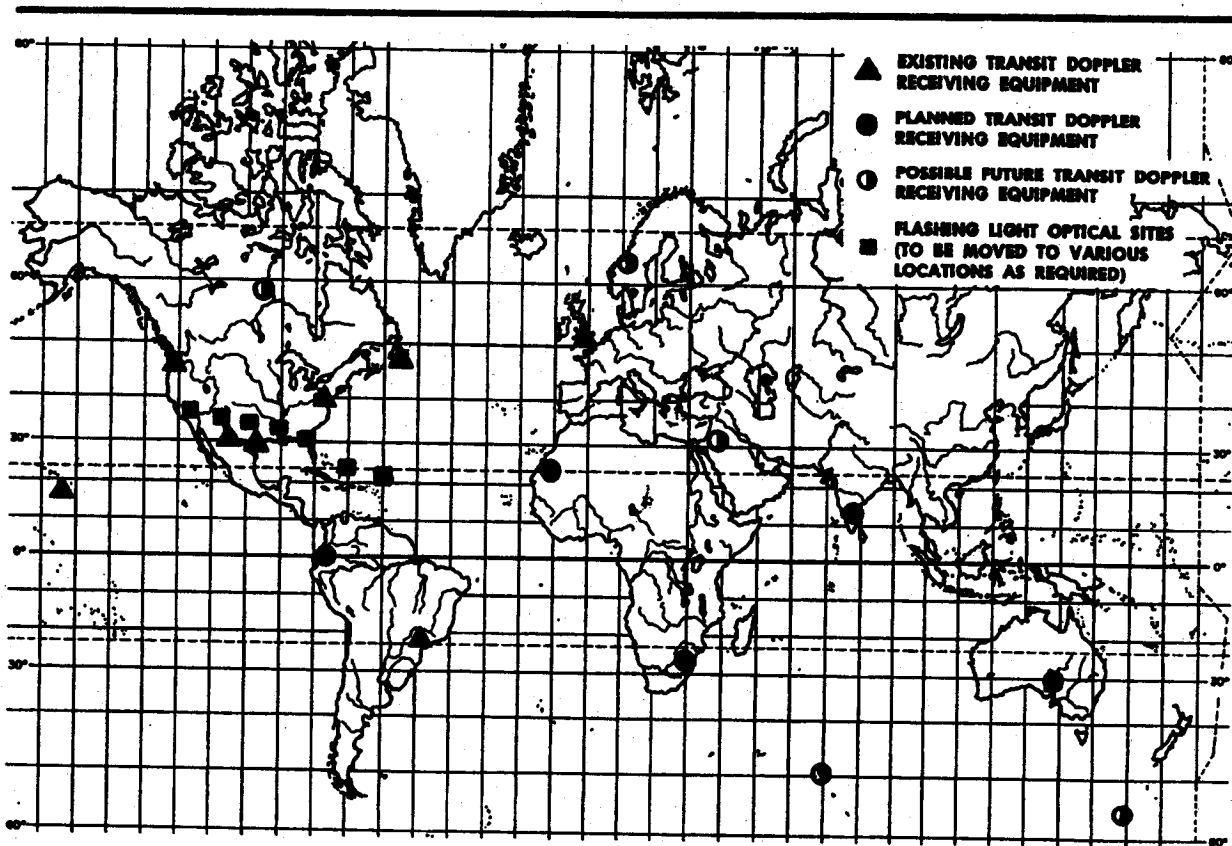 EXISTING TRANSIT DOPPLER
RECEIVING EQUIPMENT
PLANNED TRANSIT DOPPLER
RECEIVING EQUIPMENT
POSSIBLE FUTURE TRANSIT DOPPLER
RECEIVING EQUIPMENT
FLASHING LIGHT OPTICAL SITES
(TO BE MOVED TO VARIOUS
LOCATIONS AS REQUIRED)
80°
60°
60°
30°
30°
0°
0°
30°
30°
60°
60°